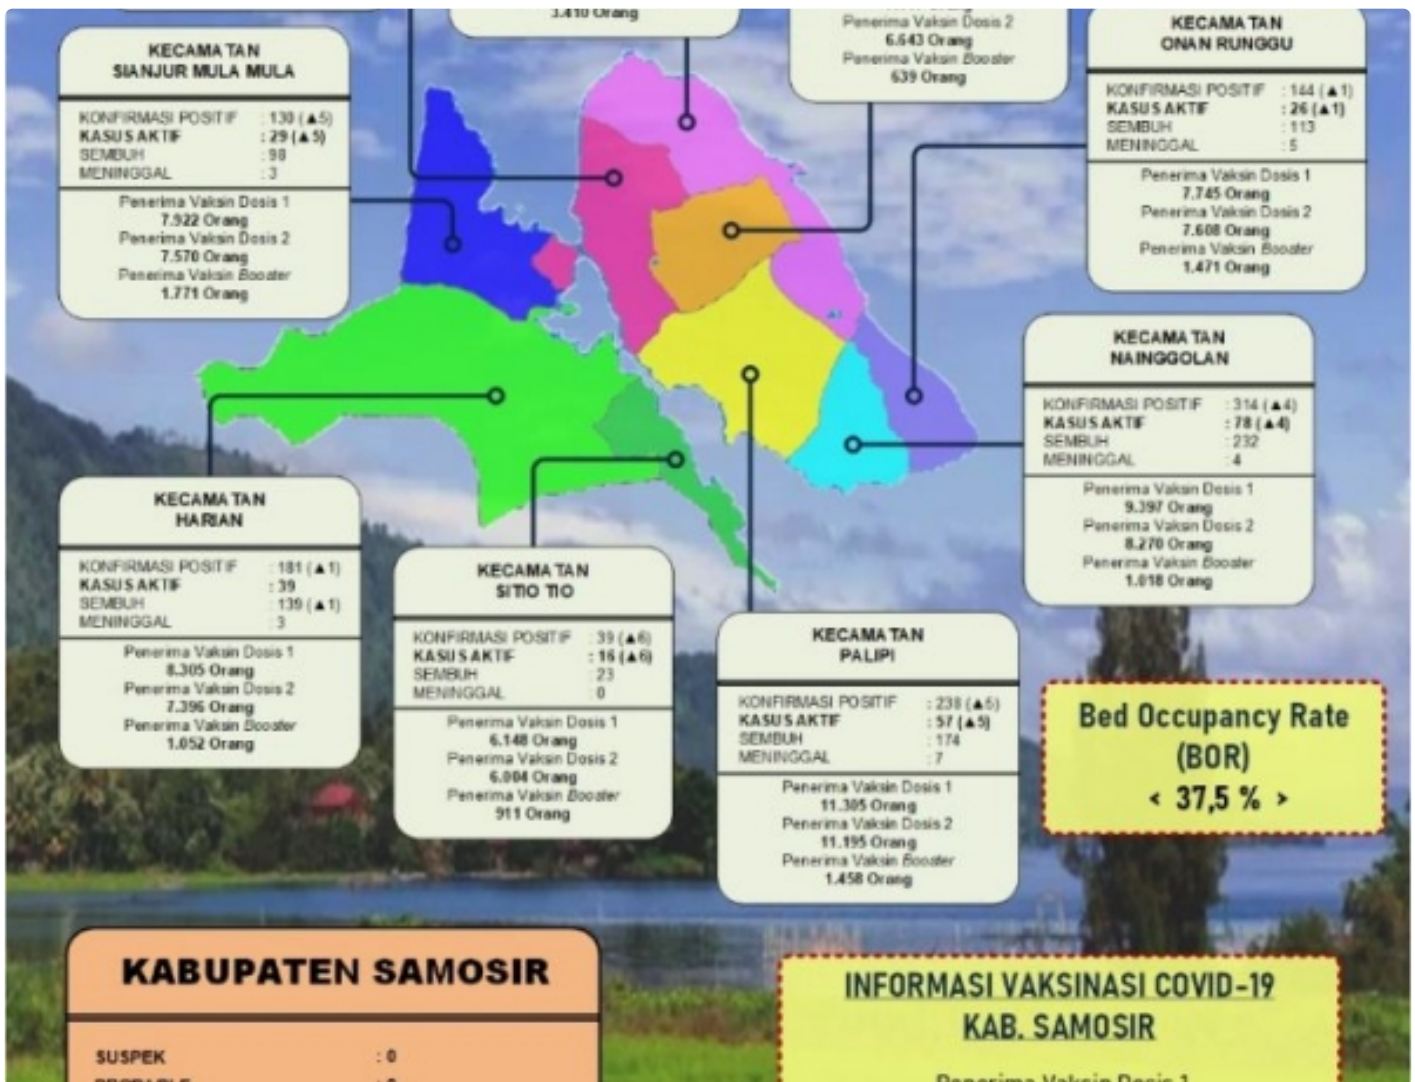 3.410 Orang
Penerima Vaksin Dosis 2
6.643 Orang
Penerima Vaksin Booster
639 Orang
KECAMATAN
SIANJUR MULA MULA
KONFIRMASI POSITIF : 130 (▲5)
KASUS AKTIF : 29 (▲5)
SEMBUH : 98
MENINGGAL : 3
Penerima Vaksin Dosis 1
7.922 Orang
Penerima Vaksin Dosis 2
7.570 Orang
Penerima Vaksin Booster
1.771 Orang
KECAMATAN
ONAN RUNGGU
KONFIRMASI POSITIF : 144 (▲1)
KASUS AKTIF : 26 (▲1)
SEMBUH : 113
MENINGGAL : 5
Penerima Vaksin Dosis 1
7.745 Orang
Penerima Vaksin Dosis 2
7.608 Orang
Penerima Vaksin Booster
1.471 Orang
KECAMATAN
NAINGGOLAN
KONFIRMASI POSITIF : 314 (▲4)
KASUS AKTIF : 78 (▲4)
SEMBUH : 232
MENINGGAL : 4
Penerima Vaksin Dosis 1
9.397 Orang
Penerima Vaksin Dosis 2
8.270 Orang
Penerima Vaksin Booster
1.018 Orang
KECAMATAN
HARIAN
KONFIRMASI POSITIF : 181 (▲1)
KASUS AKTIF : 39
SEMBUH : 139 (▲1)
MENINGGAL : 3
Penerima Vaksin Dosis 1
8.305 Orang
Penerima Vaksin Dosis 2
7.396 Orang
Penerima Vaksin Booster
1.052 Orang
KECAMATAN
SITIO TIO
KONFIRMASI POSITIF : 39 (▲6)
KASUS AKTIF : 16 (▲6)
SEMBUH : 23
MENINGGAL : 0
Penerima Vaksin Dosis 1
6.148 Orang
Penerima Vaksin Dosis 2
6.004 Orang
Penerima Vaksin Booster
911 Orang
KECAMATAN
PALIPI
KONFIRMASI POSITIF : 238 (▲5)
KASUS AKTIF : 57 (▲5)
SEMBUH : 174
MENINGGAL : 7
Penerima Vaksin Dosis 1
11.305 Orang
Penerima Vaksin Dosis 2
11.195 Orang
Penerima Vaksin Booster
1.458 Orang
Bed Occupancy Rate
(BOR)
< 37,5 % >
KABUPATEN SAMOSIR
SUSPEK : 0
INFORMASI VAKSINASI COVID-19
KAB. SAMOSIR
Penerima Vaksin Dosis 1